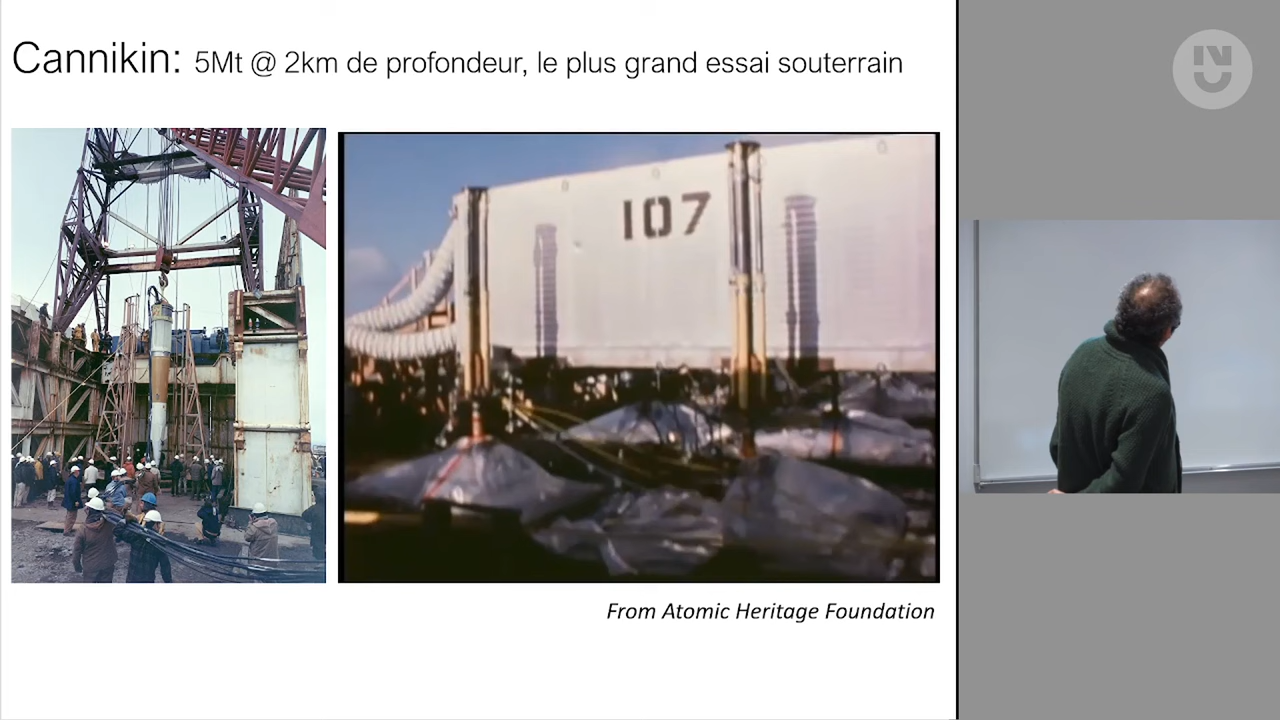 Cannikin: 5Mt @ 2km de profondeur, le plus grand essai souterrain
107
From Atomic Heritage Foundation